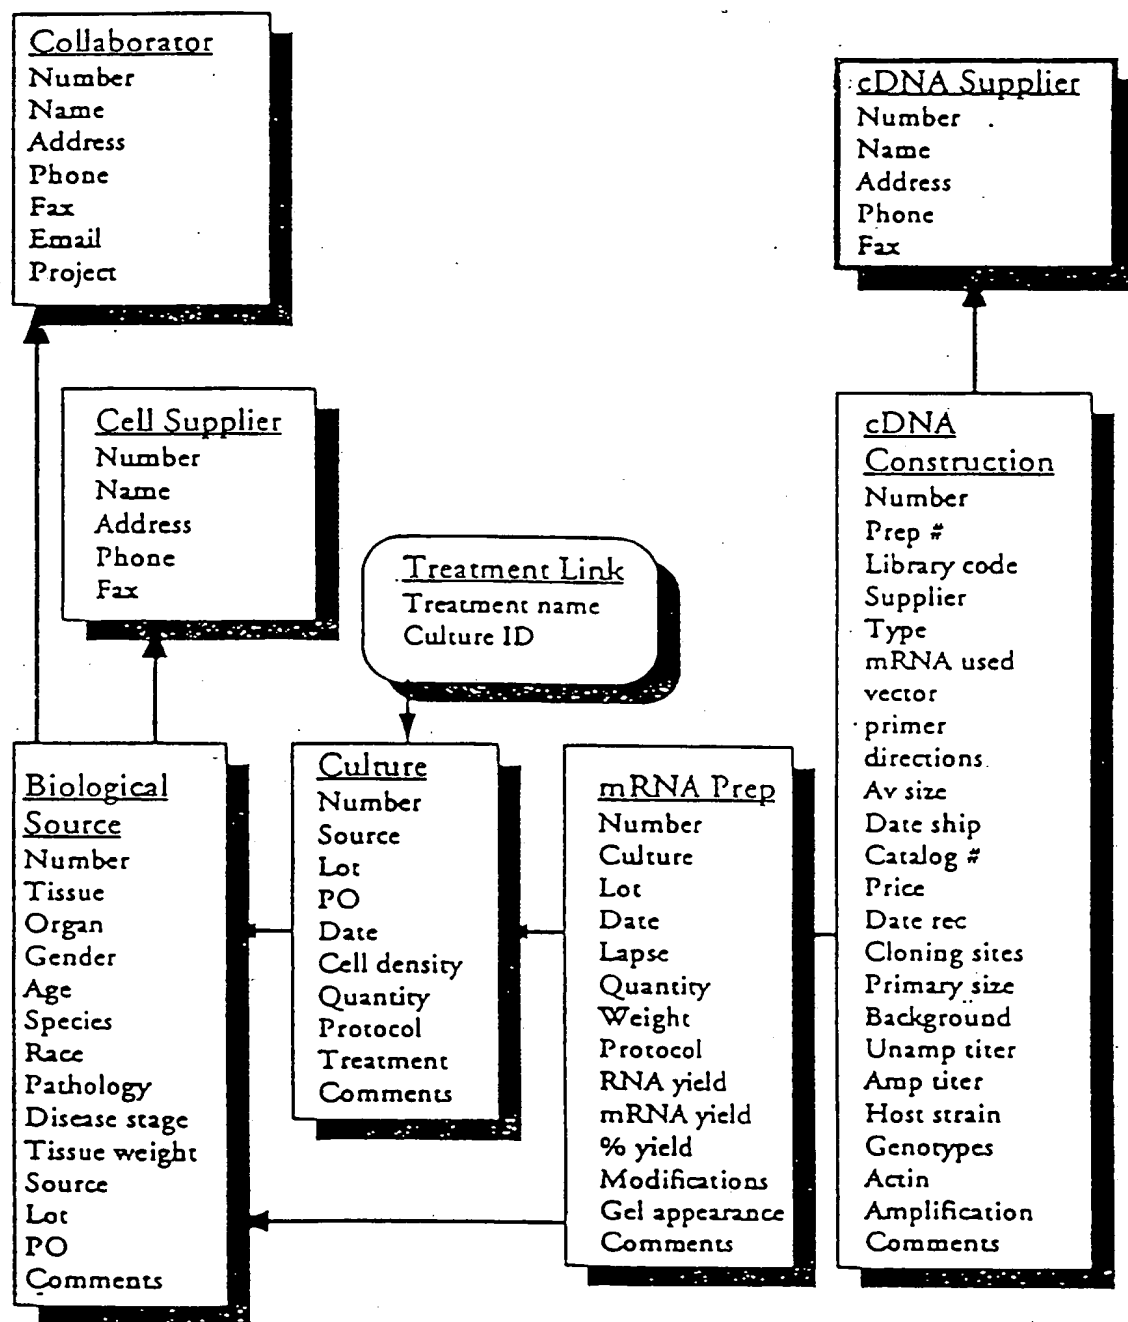 Collaborator
Number
Name
Address
Phone
Fax
Email
Project
cDNA Supplier
Number
Name
Address
Phone
Fax
Cell Supplier
Number
Name
Address
Phone
Fax
Treatment Link
Treatment name
Culture ID
Biological
Source
Number
Tissue
Organ
Gender
Age
Species
Race
Pathology
Disease stage
Tissue weight
Source
Lot
PO
Comments
Culture
Number
Source
Lot
PO
Date
Cell density
Quantity
Protocol
Treatment
Comments
mRNA Prep
Number
Culture
Lot
Date
Lapse
Quantity
Weight
Protocol
RNA yield
mRNA yield
% yield
Modifications
Gel appearance
Comments
cDNA
Construction
Number
Prep #
Library code
Supplier
Type
mRNA used
vector
primer
directions
Av size
Date ship
Catalog #
Price
Date rec
Cloning sites
Primary size
Background
Unamp titer
Amp titer
Host strain
Genotypes
Actin
Amplification
Comments